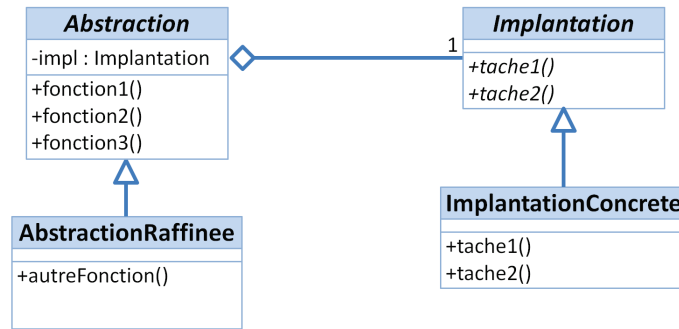 Abstraction
-impl : Implantation
+fonction1()
+fonction2()
+fonction3()
1
Implantation
+tache1()
+tache2()
AbstractionRaffinee
+autreFonction()
ImplantationConcrete
+tache1()
+tache2()